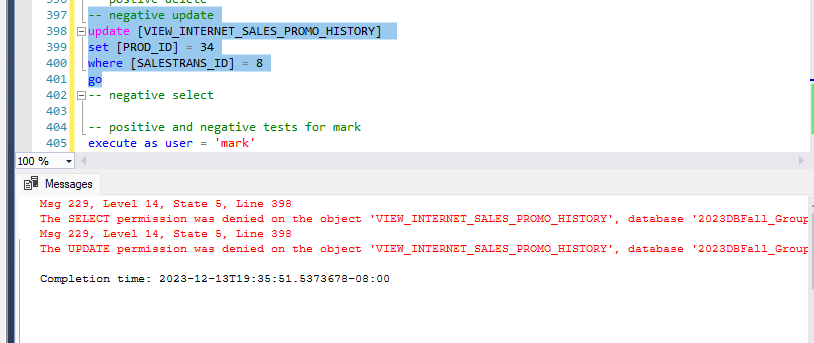 397 -- negative update
398 update [VIEW_INTERNET_SALES_PROMO_HISTORY]
399 set [PROD_ID] = 34
400 where [SALESTRANS_ID] = 8
401 go
402 -- negative select
403
404 -- positive and negative tests for mark
405 execute as user = 'mark'
100 %
Messages
Msg 229, Level 14, State 5, Line 398
The SELECT permission was denied on the object 'VIEW_INTERNET_SALES_PROMO_HISTORY', database '2023DBFall_Group
Msg 229, Level 14, State 5, Line 398
The UPDATE permission was denied on the object 'VIEW_INTERNET_SALES_PROMO_HISTORY', database '2023DBFall_Group
Completion time: 2023-12-13T19:35:51.5373678-08:00